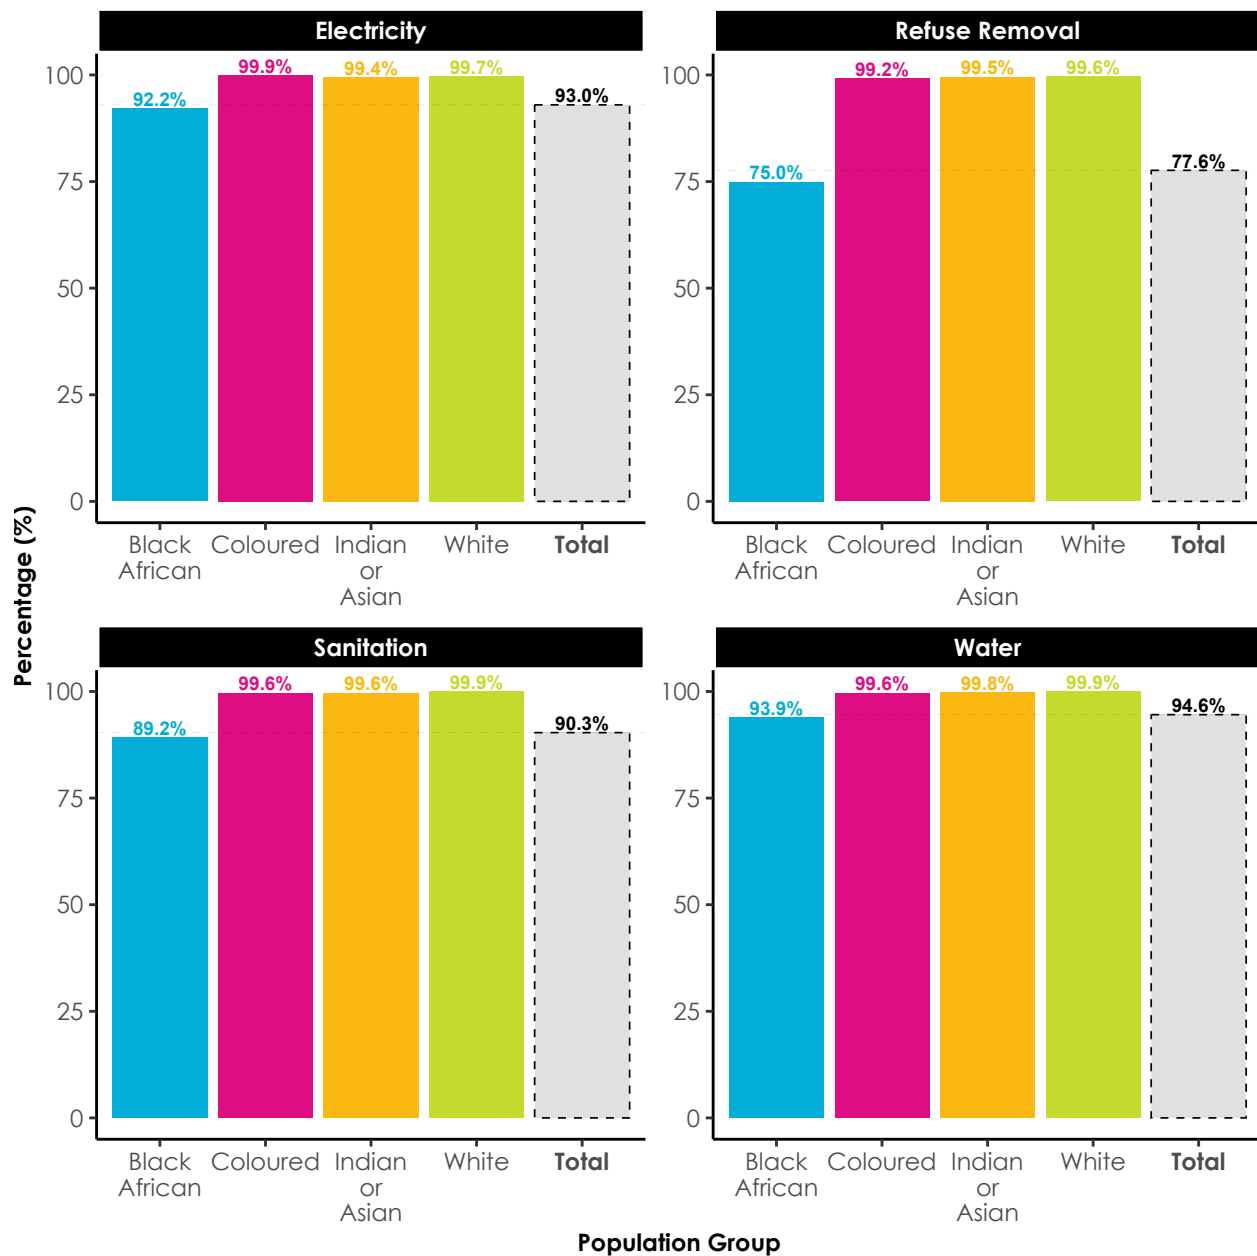 Electricity
100
75
50
25
0
92.2%
99.9%
99.4%
99.7%
93.0%
Black Coloured Indian White Total
African or
Asian
Refuse Removal
100
75
50
25
0
75.0%
99.2%
99.5%
99.6%
77.6%
Black Coloured Indian White Total
African or
Asian
Percentage (%)
Sanitation
100
75
50
25
0
89.2%
99.6%
99.6%
99.9%
90.3%
Black Coloured Indian White Total
African or
Asian
Water
100
75
50
25
0
93.9%
99.6%
99.8%
99.9%
94.6%
Black Coloured Indian White Total
African or
Asian
Population Group